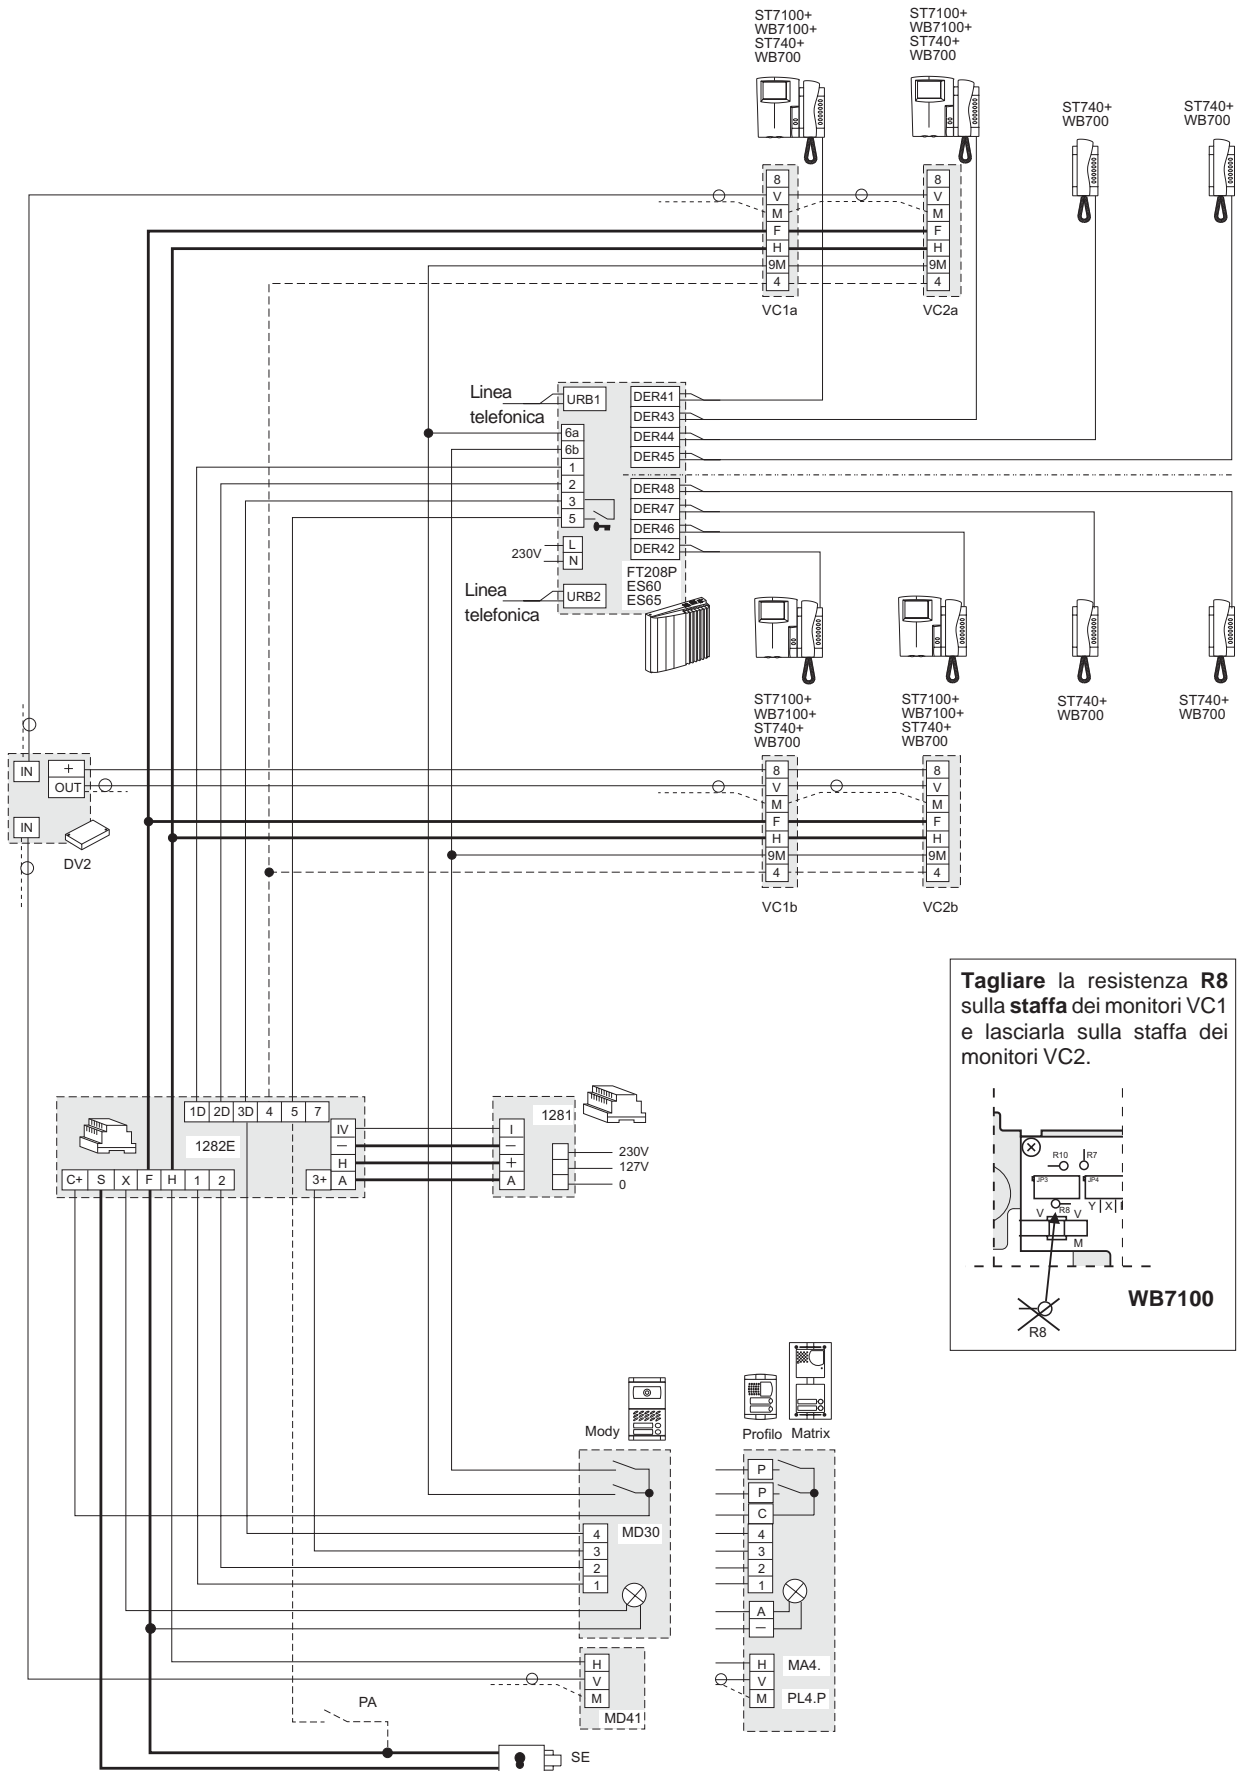 ST7100+
WB7100+
ST740+
WB700
ST7100+
WB7100+
ST740+
WB700
ST740+
WB700
ST740+
WB700
8
V
M
F
H
9M
4
VC1a
8
V
M
F
H
9M
4
VC2a
Linea
telefonica
URB1
6a
6b
1
2
3
5
230V
L
N
Linea
telefonica
URB2
DER41
DER43
DER44
DER45
DER48
DER47
DER46
DER42
FT208P
ES60
ES65
ST7100+
WB7100+
ST740+
WB700
ST7100+
WB7100+
ST740+
WB700
ST740+
WB700
ST740+
WB700
IN
+
OUT
IN
DV2
8
V
M
F
H
9M
4
VC1b
8
V
M
F
H
9M
4
VC2b
Tagliare la resistenza R8
sulla staffa dei monitori VC1
e lasciarla sulla staffa dei
monitori VC2.
R10
R7
JP3
JP4
R8
Y X
V
V
M
WB7100
R8
1D 2D 3D 4 5 7
1282E
IV
—
H
3+ A
C+ S X F H 1 2
1281
I
—
+
A
230V
127V
0
Mody
Profilo Matrix
MD30
4
3
2
1
P
P
C
4
3
2
1
A
—
H
V
M
MD41
H
V
M
MA4.
PL4.P
PA
SE